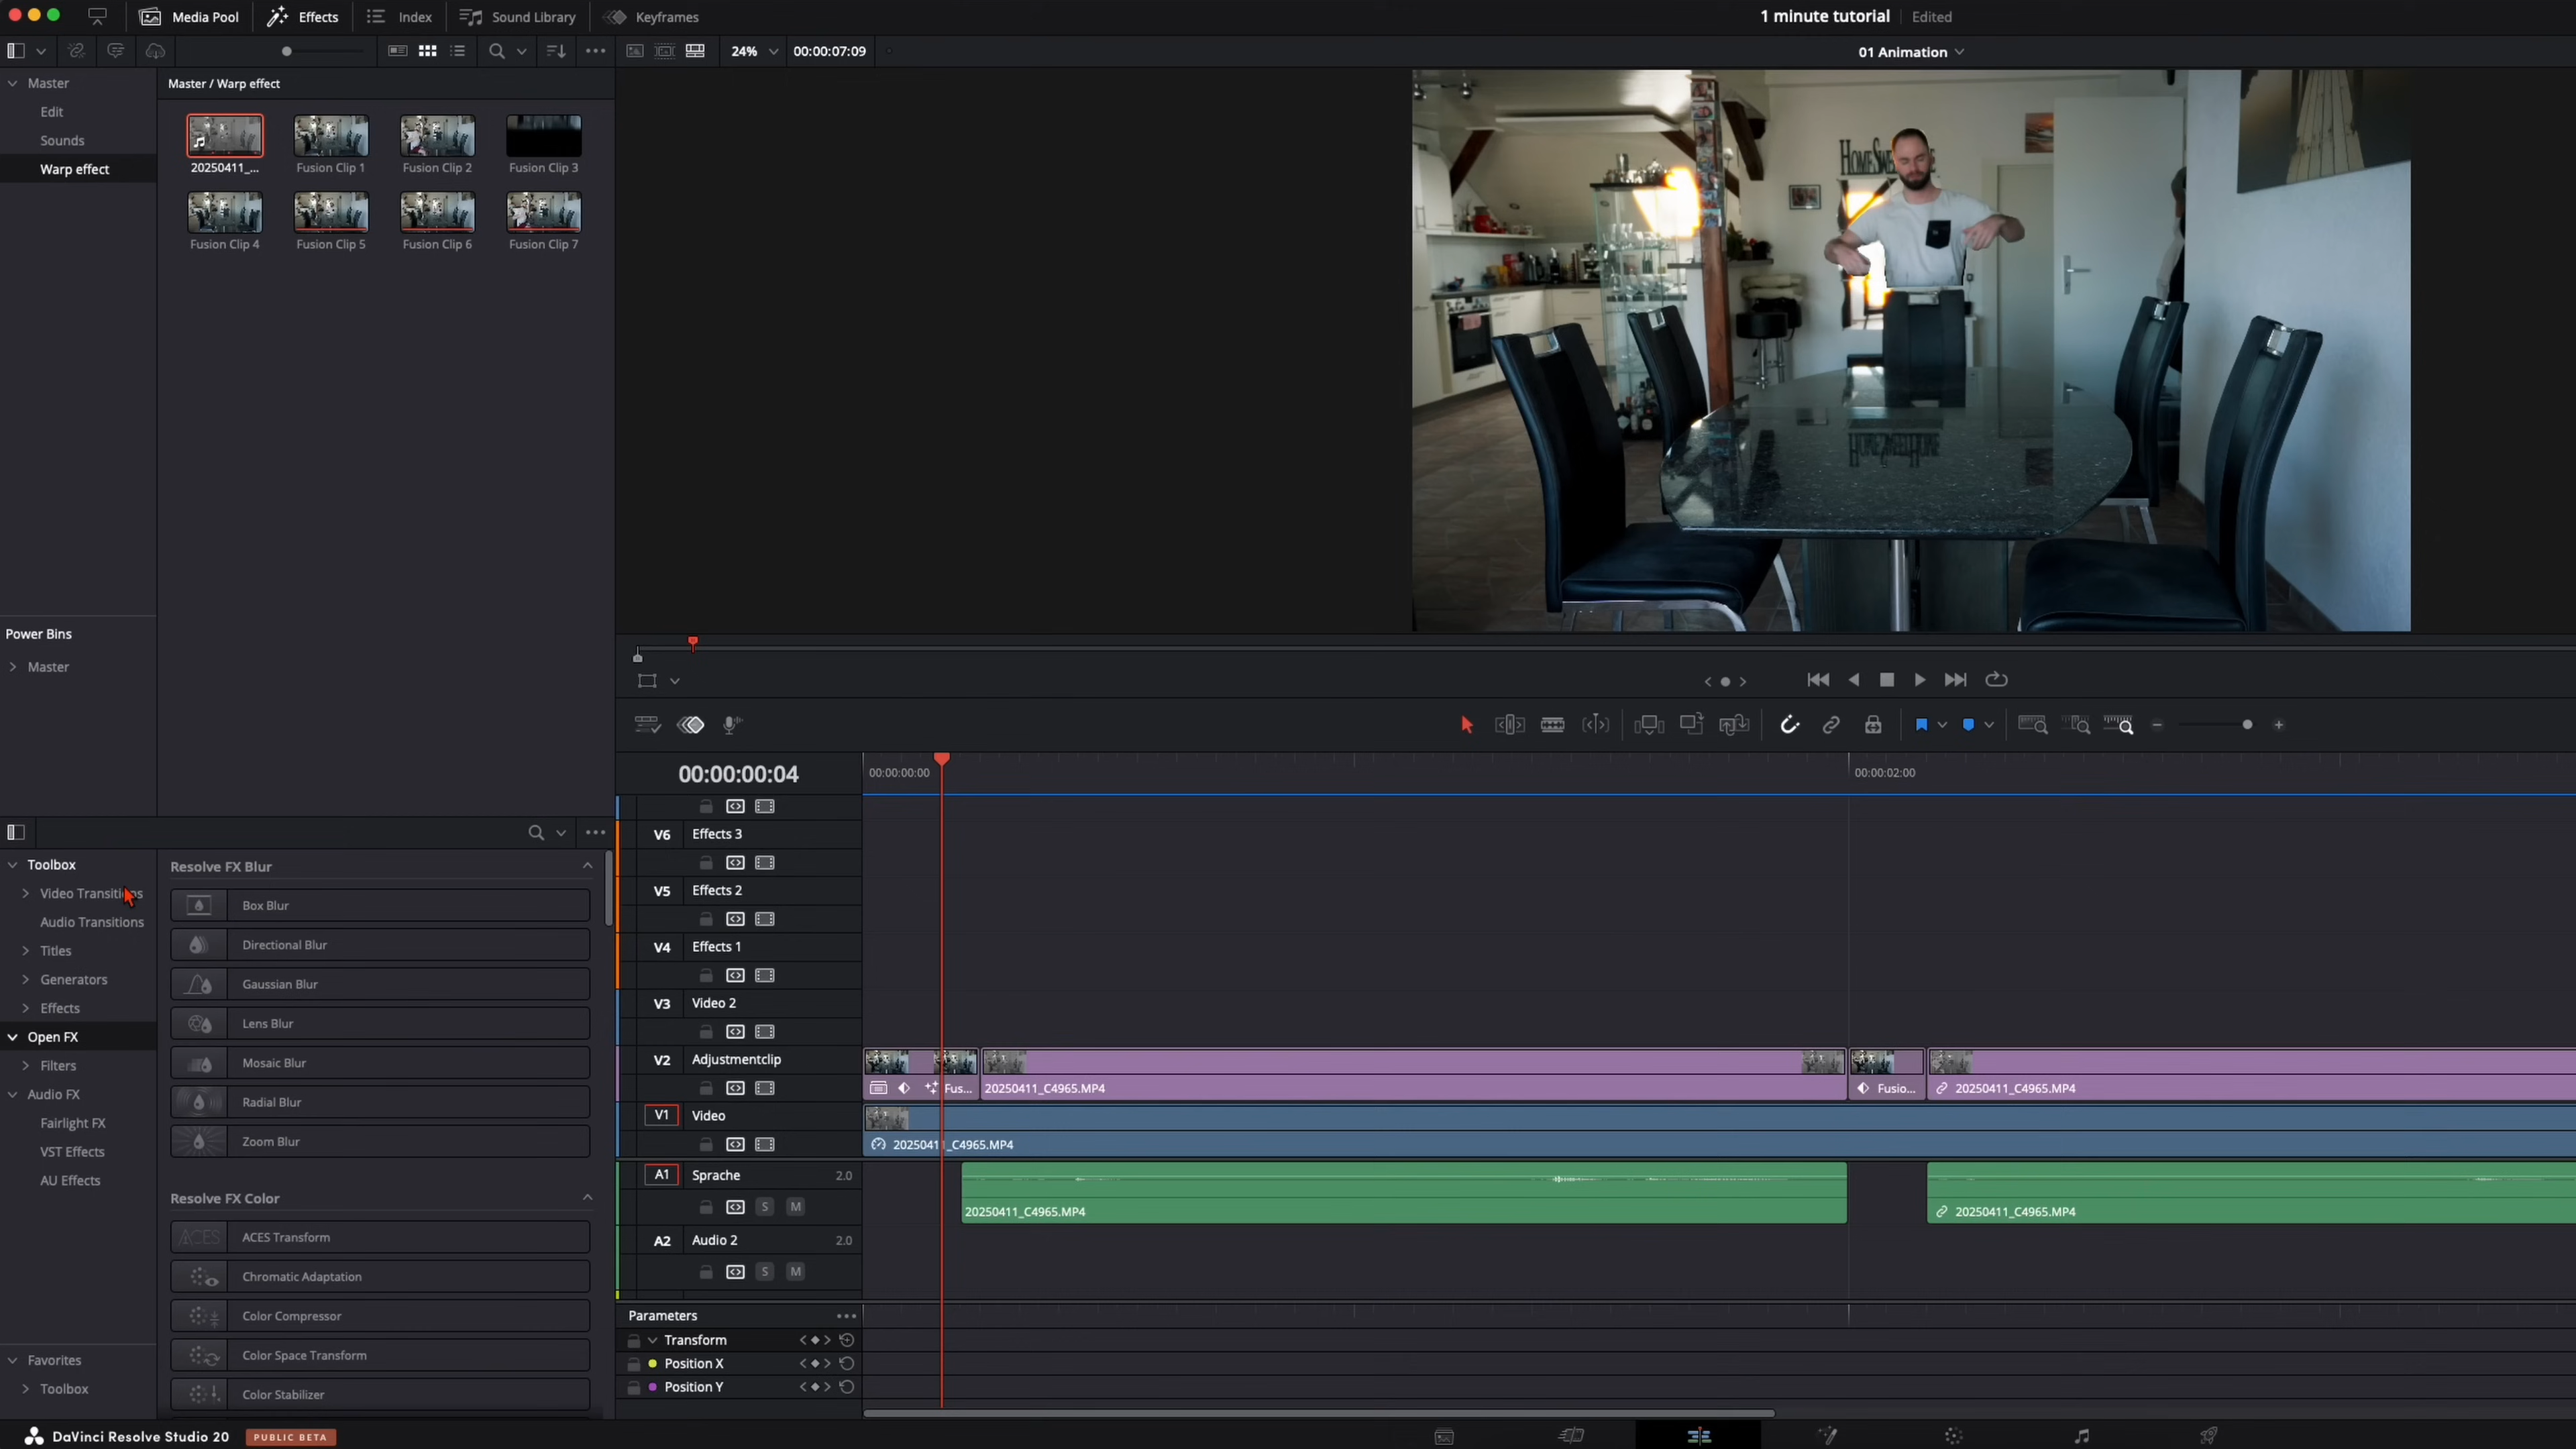 Media Pool Effects Index Sound Library Keyframes 1 minute tutorial Edited
24% 00:00:07:09 01 Animation
Master Master / Warp effect
Edit
Sounds
Warp effect
20250411_... Fusion Clip 1 Fusion Clip 2 Fusion Clip 3
Fusion Clip 4 Fusion Clip 5 Fusion Clip 6 Fusion Clip 7
Power Bins
Master
00:00:00:04 00:00:00:00 00:00:02:00
V6 Effects 3
V5 Effects 2
V4 Effects 1
V3 Video 2
V2 Adjustmentclip
Fus... 20250411_C4965.MP4 Fusio... 20250411_C4965.MP4
V1 Video
20250411_C4965.MP4
A1 Sprache 2.0
S M 20250411_C4965.MP4 20250411_C4965.MP4
A2 Audio 2 2.0
S M
Parameters
Transform
Position X
Position Y
Toolbox
Video Transitions
Audio Transitions
Titles
Generators
Effects
Open FX
Filters
Audio FX
Fairlight FX
VST Effects
AU Effects
Favorites
Toolbox
Resolve FX Blur
Box Blur
Directional Blur
Gaussian Blur
Lens Blur
Mosaic Blur
Radial Blur
Zoom Blur
Resolve FX Color
ACES ACES Transform
Chromatic Adaptation
Color Compressor
Color Space Transform
Color Stabilizer
DaVinci Resolve Studio 20 PUBLIC BETA